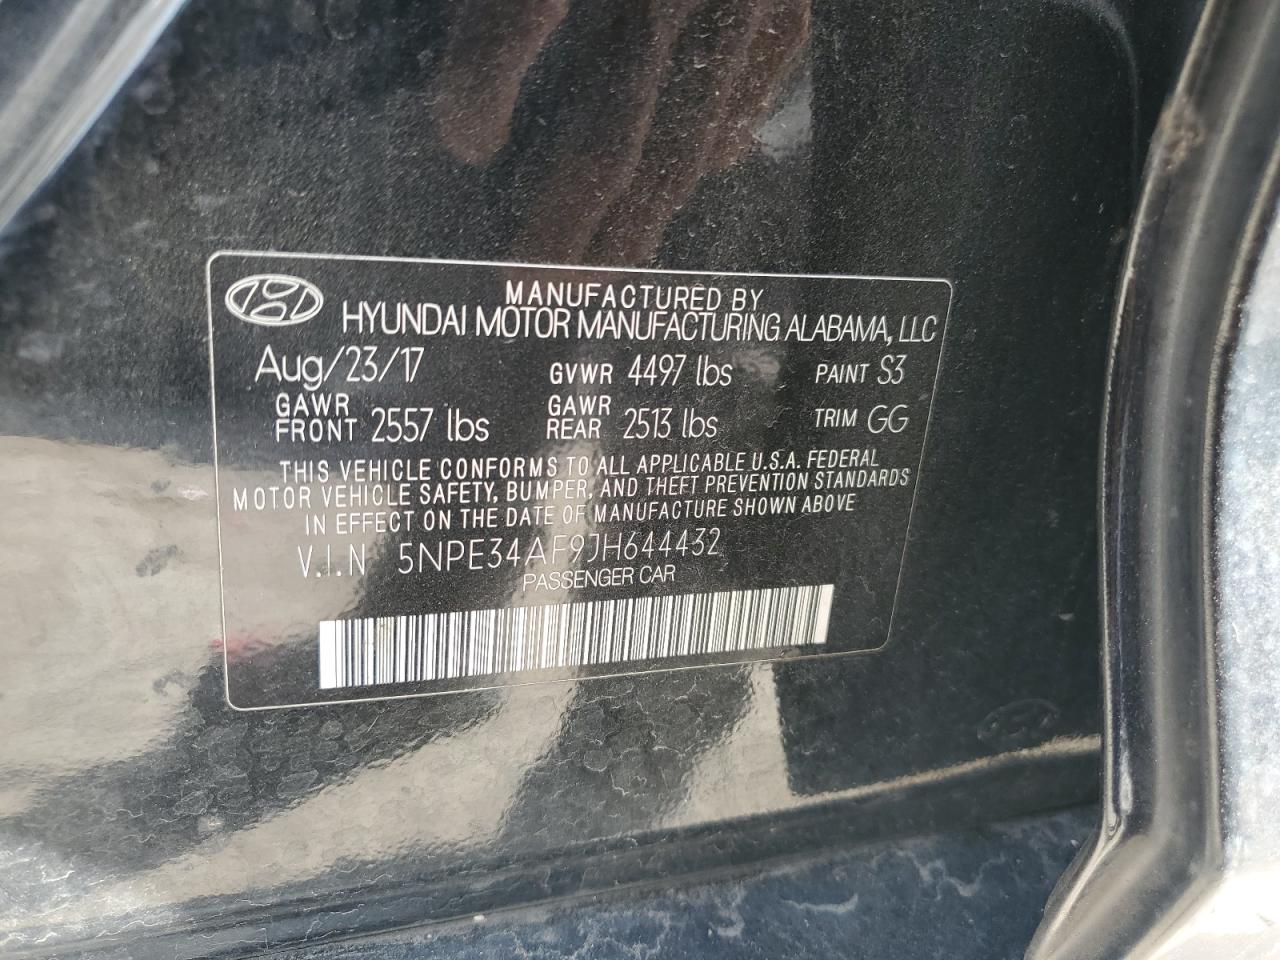 MANUFACTURED BY
HYUNDAI MOTOR MANUFACTURING ALABAMA, LLC
Aug/23/17 GVWR 4497 lbs PAINT S3
GAWR FRONT 2557 lbs GAWR REAR 2513 lbs TRIM GG
THIS VEHICLE CONFORMS TO ALL APPLICABLE U.S.A. FEDERAL
MOTOR VEHICLE SAFETY, BUMPER, AND THEFT PREVENTION STANDARDS
IN EFFECT ON THE DATE OF MANUFACTURE SHOWN ABOVE
V.I.N 5NPE34AF9JH644432
PASSENGER CAR